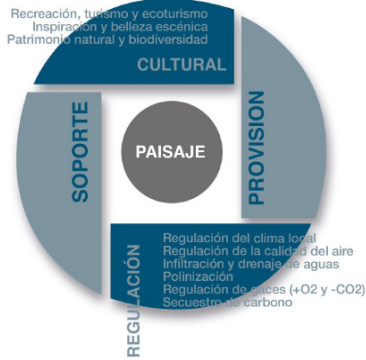 Recreación, turismo y ecoturismo
Inspiración y belleza escénica
Patrimonio natural y biodiversidad
CULTURAL
SOPORTE
PAISAJE
PROVISION
REGULACIÓN
Regulación del clima local
Regulación de la calidad del aire
Infiltración y drenaje de aguas
Polinización
Regulación de gaces (+O2 y -CO2)
Secuestro de carbono